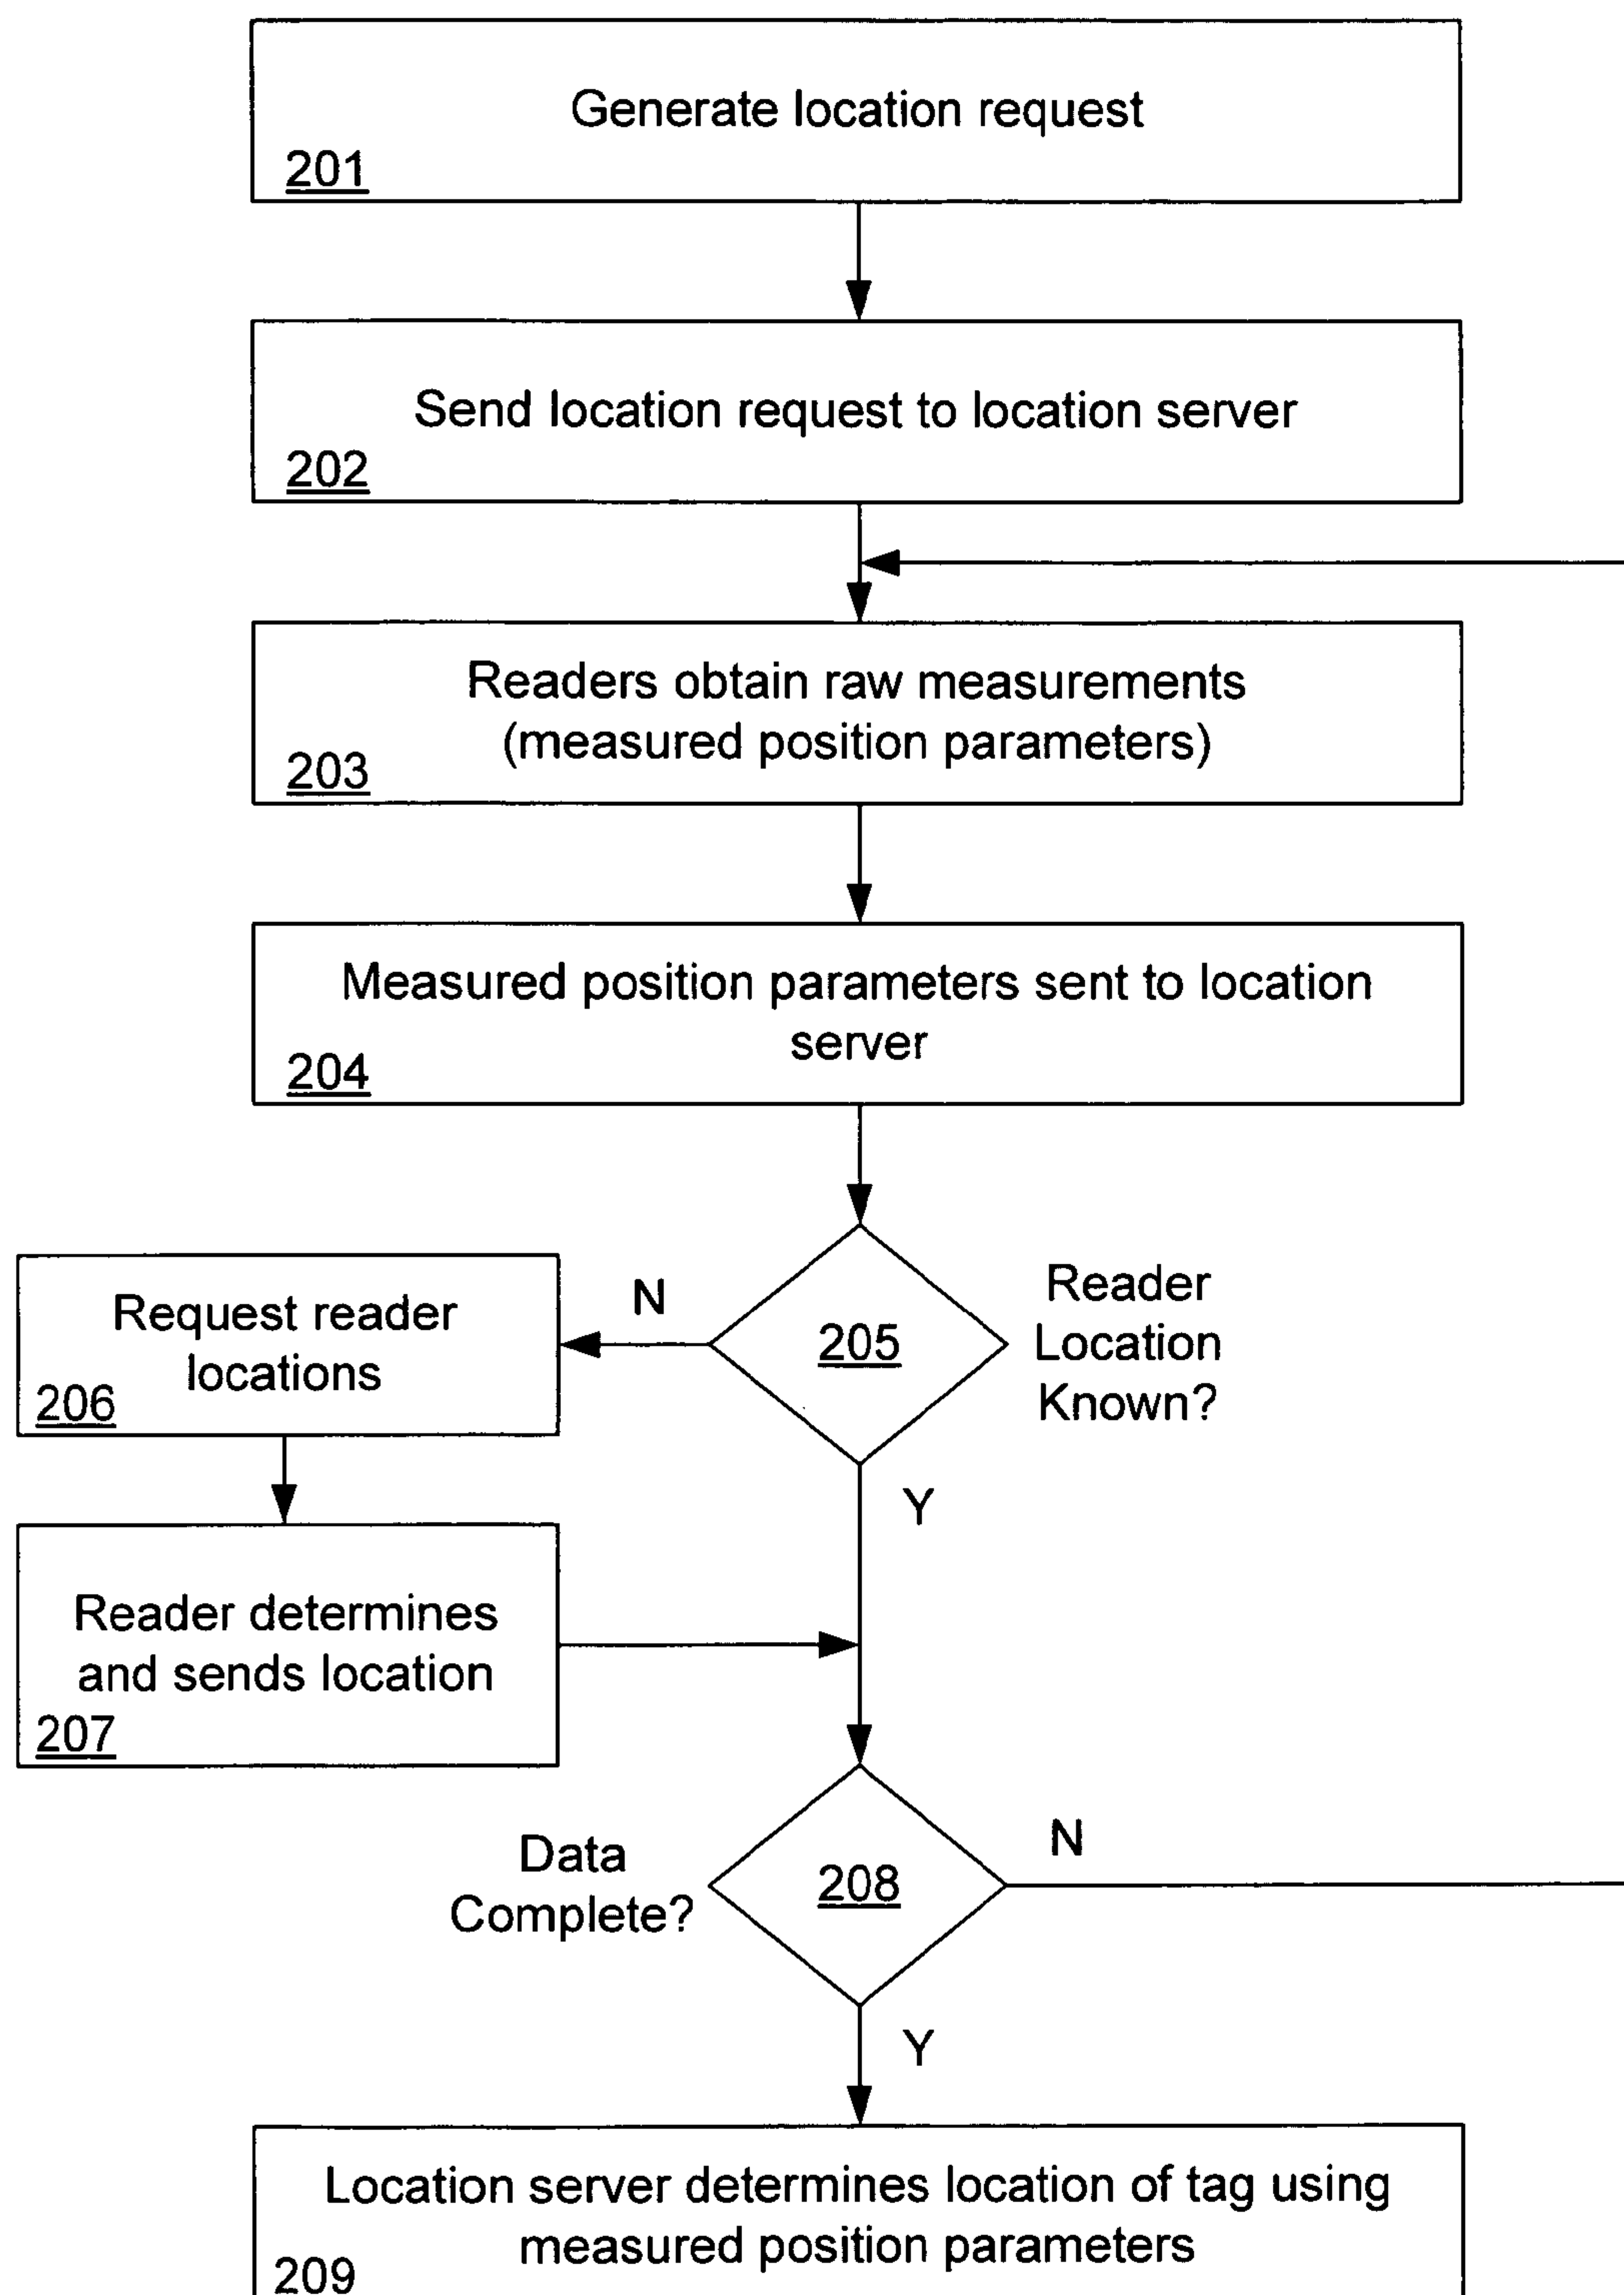 Generate location request
201
Send location request to location server
202
Readers obtain raw measurements
(measured position parameters)
203
Measured position parameters sent to location
server
204
Reader
Location
Known?
205
N
Request reader
locations
206
Y
Reader determines
and sends location
207
Data
Complete?
208
N
Y
Location server determines location of tag using
measured position parameters
209